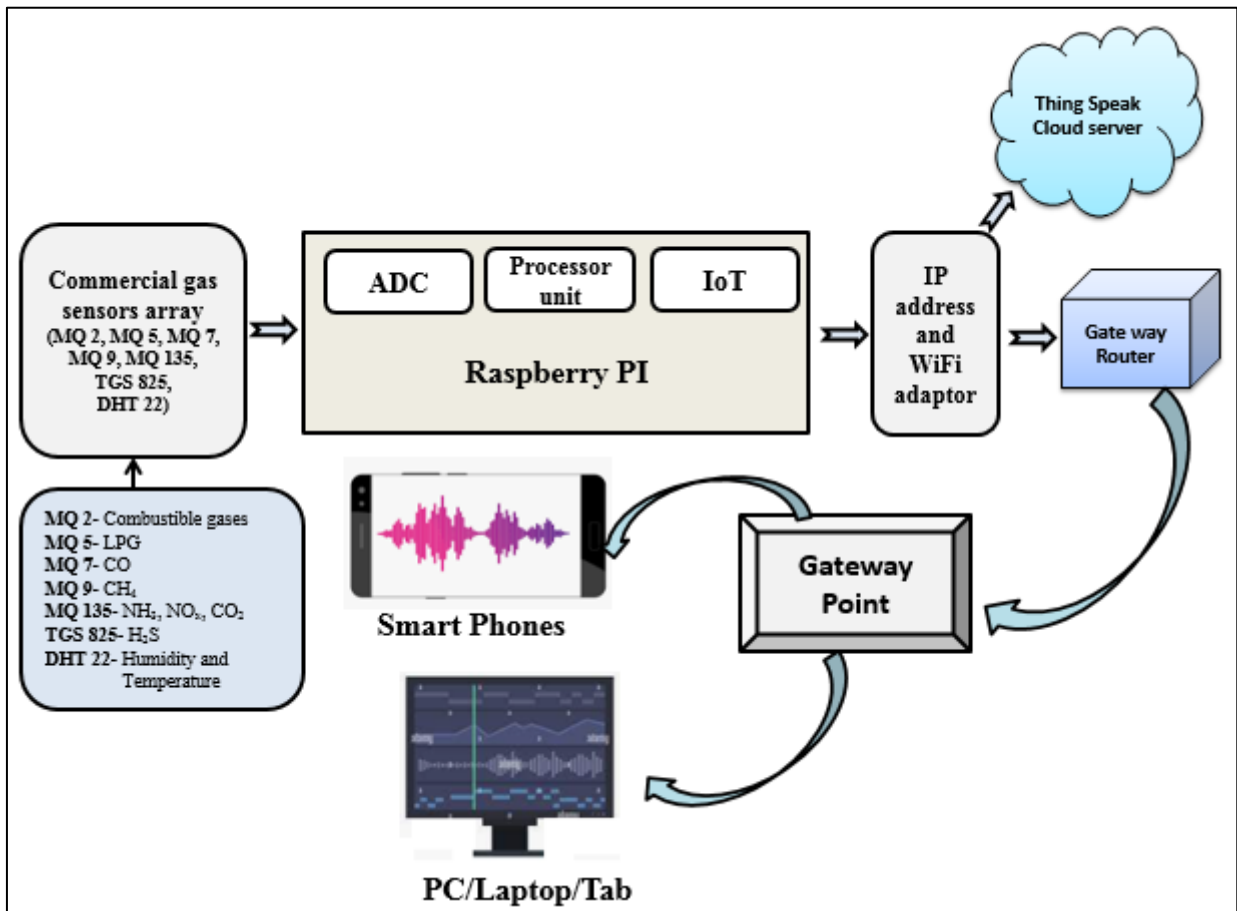 Thing Speak
Cloud server
Commercial gas
sensors array
(MQ 2, MQ 5, MQ 7,
MQ 9, MQ 135,
TGS 825,
DHT 22)
ADC
Processor
unit
IoT
Raspberry PI
IP
address
and
WiFi
adaptor
Gate way
Router
MQ 2- Combustible gases
MQ 5- LPG
MQ 7- CO
MQ 9- CH₄
MQ 135- NH₃, NOₓ, CO₂
TGS 825- H₂S
DHT 22- Humidity and
Temperature
Smart Phones
Gateway
Point
PC/Laptop/Tab